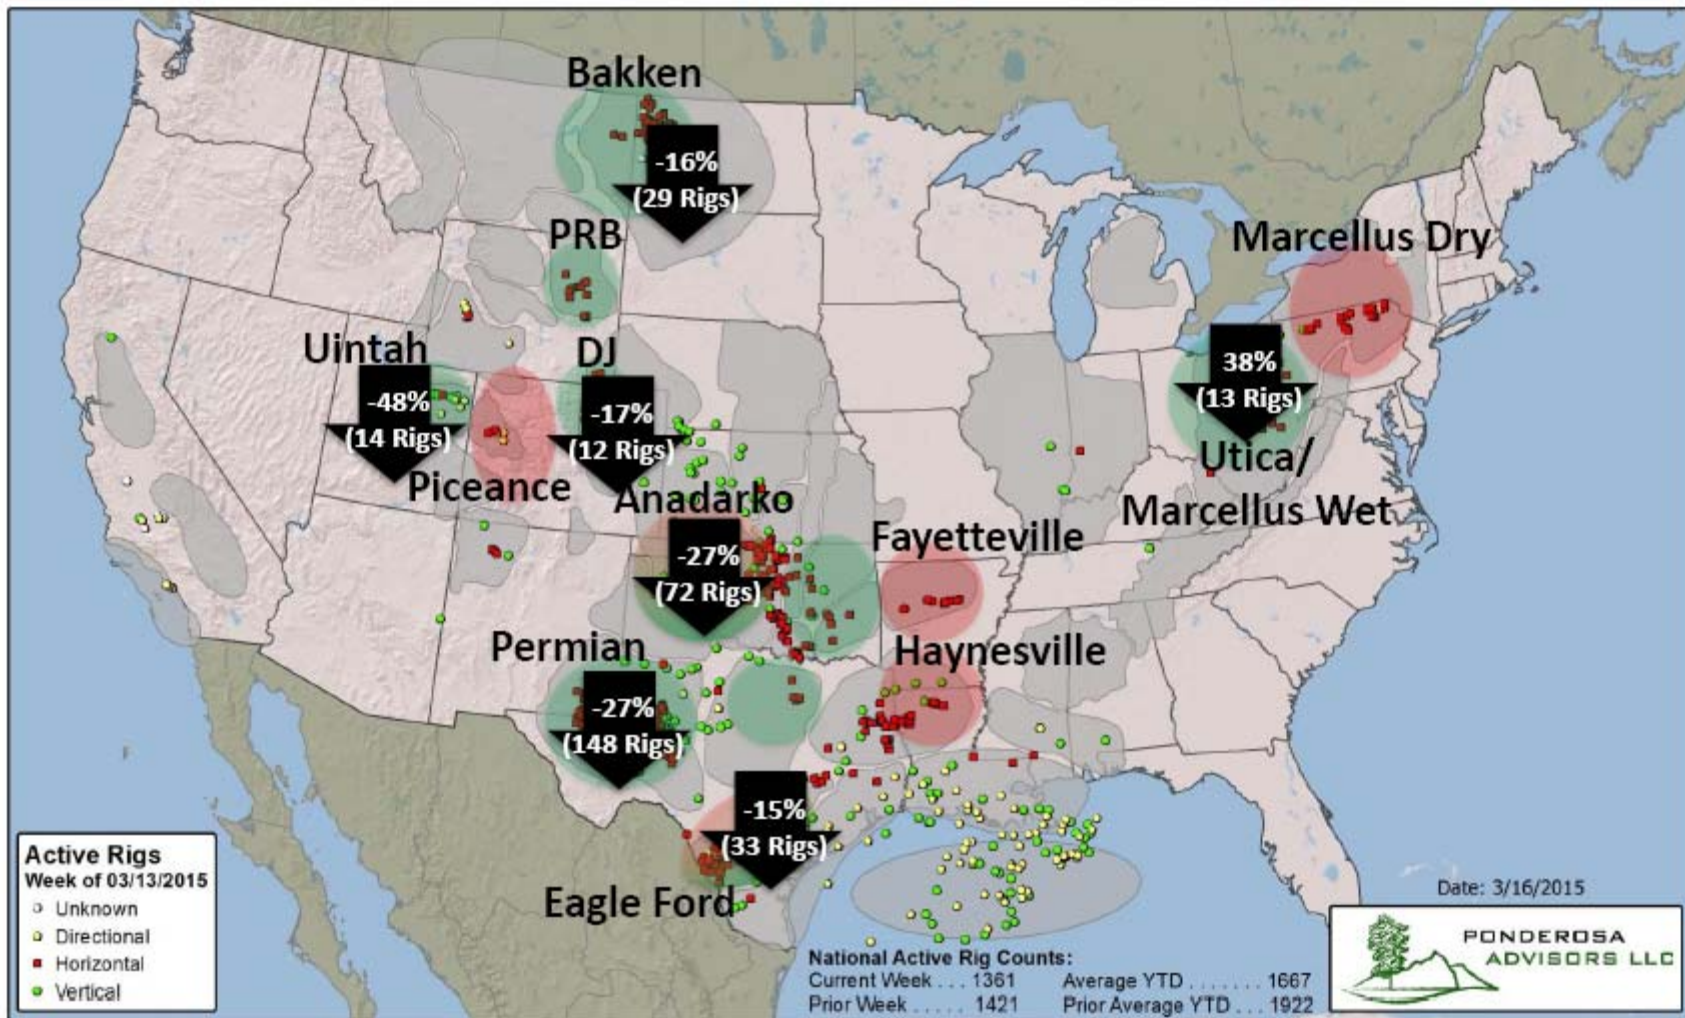 Bakken
-16%
(29 Rigs)
PRB
Marcellus Dry
Uintah
-48%
(14 Rigs)
DJ
-17%
(12 Rigs)
38%
(13 Rigs)
Piceance
Utica/
Marcellus Wet
Anadarko
-27%
(72 Rigs)
Fayetteville
Permian
-27%
(148 Rigs)
Haynesville
-15%
(33 Rigs)
Eagle Ford
Active Rigs
Week of 03/13/2015
Unknown
Directional
Horizontal
Vertical
National Active Rig Counts:
Current Week . . . 1361 Average YTD . . . . . . . 1667
Prior Week . . . . . 1421 Prior Average YTD . . . 1922
Date: 3/16/2015
PONDEROSA
ADVISORS LLC